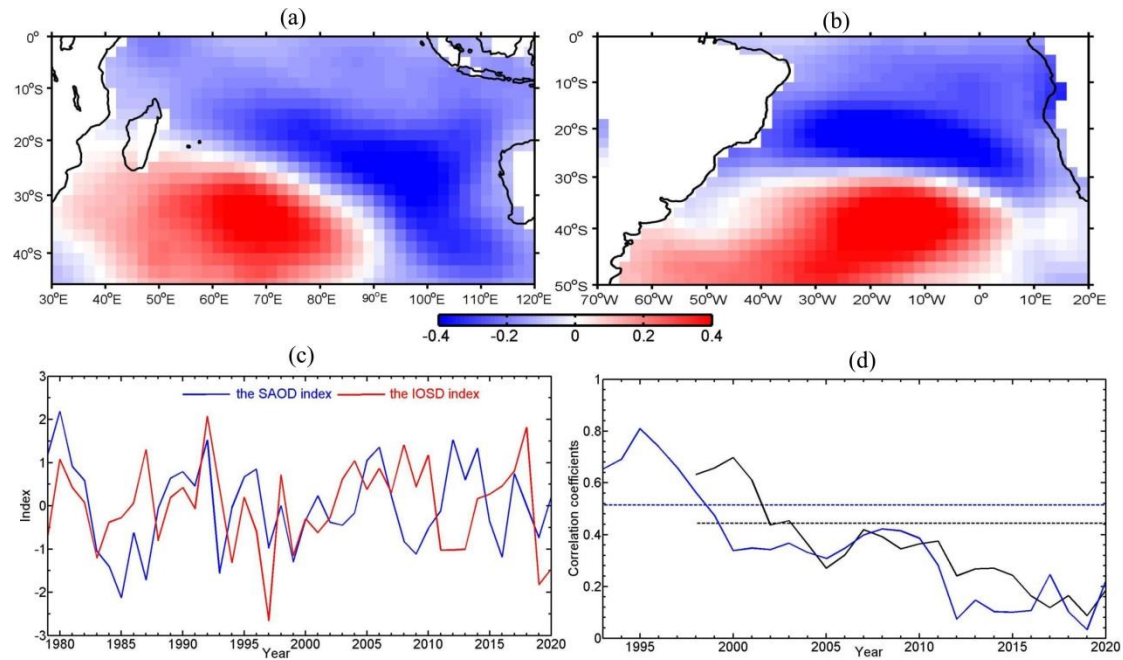 (a)
(b)
0°
10°S
20°S
30°S
40°S
30°E 40°E 50°E 60°E 70°E 80°E 90°E 100°E 110°E 120°E
0°
10°S
20°S
30°S
40°S
50°S
70°W 60°W 50°W 40°W 30°W 20°W 10°W 0° 10°E 20°E
-0.4 -0.2 0 0.2 0.4
(c)
the SAOD index the IOSD index
Index
3
2
1
0
-1
-2
-3
1980 1985 1990 1995 2000 2005 2010 2015 2020
Year
(d)
Correlation coefficients
1
0.8
0.6
0.4
0.2
0
1995 2000 2005 2010 2015 2020
Year